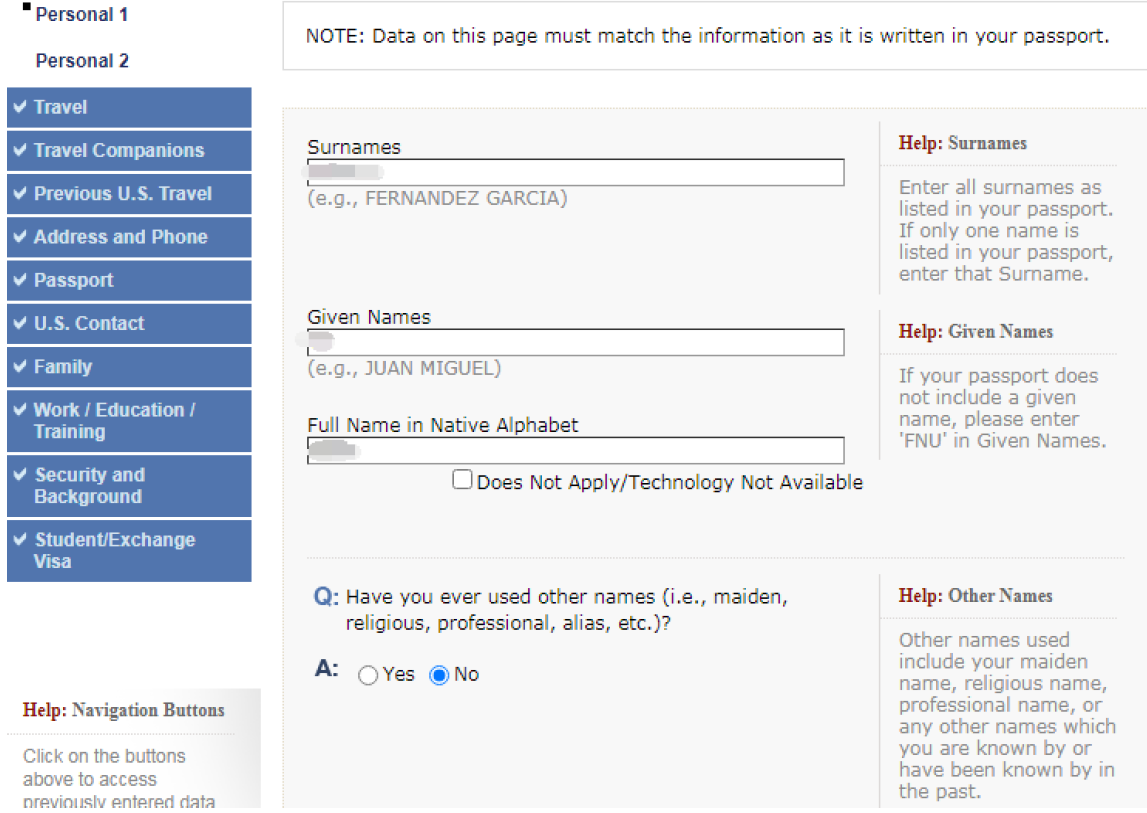 Personal 1
Personal 2
Travel
Travel Companions
Previous U.S. Travel
Address and Phone
Passport
U.S. Contact
Family
Work / Education /
Training
Security and
Background
Student/Exchange
Visa
Help: Navigation Buttons
Click on the buttons
above to access
previously entered data
NOTE: Data on this page must match the information as it is written in your passport.
Surnames
(e.g., FERNANDEZ GARCIA)
Help: Surnames
Enter all surnames as
listed in your passport.
If only one name is
listed in your passport,
enter that Surname.
Given Names
(e.g., JUAN MIGUEL)
Help: Given Names
If your passport does
not include a given
name, please enter
'FNU' in Given Names.
Full Name in Native Alphabet
Does Not Apply/Technology Not Available
Q: Have you ever used other names (i.e., maiden,
religious, professional, alias, etc.)?
A: Yes No
Help: Other Names
Other names used
include your maiden
name, religious name,
professional name, or
any other names which
you are known by or
have been known by in
the past.